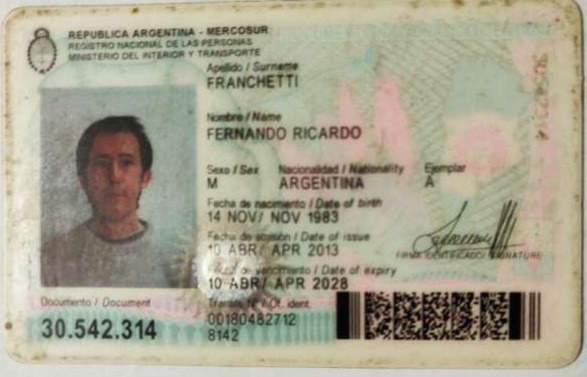 REPUBLICA ARGENTINA - MERCOSUR
REGISTRO NACIONAL DE LAS PERSONAS
MINISTERIO DEL INTERIOR Y TRANSPORTE
Apellido / Surname
FRANCHETTI
Nombre / Name
FERNANDO RICARDO
Sexo / Sex Nacionalidad / Nationality Ejemplar
M ARGENTINA A
Fecha de nacimiento / Date of birth
14 NOV/ NOV 1983
Fecha de emisión / Date of issue
10 ABR/ APR 2013
FIRMA IDENTIFICADO/ SIGNATURE
Fecha de vencimiento / Date of expiry
10 ABR/ APR 2028
Documento / Document Trámite Nº / Of. ident.
30.542.314 00180482712
8142